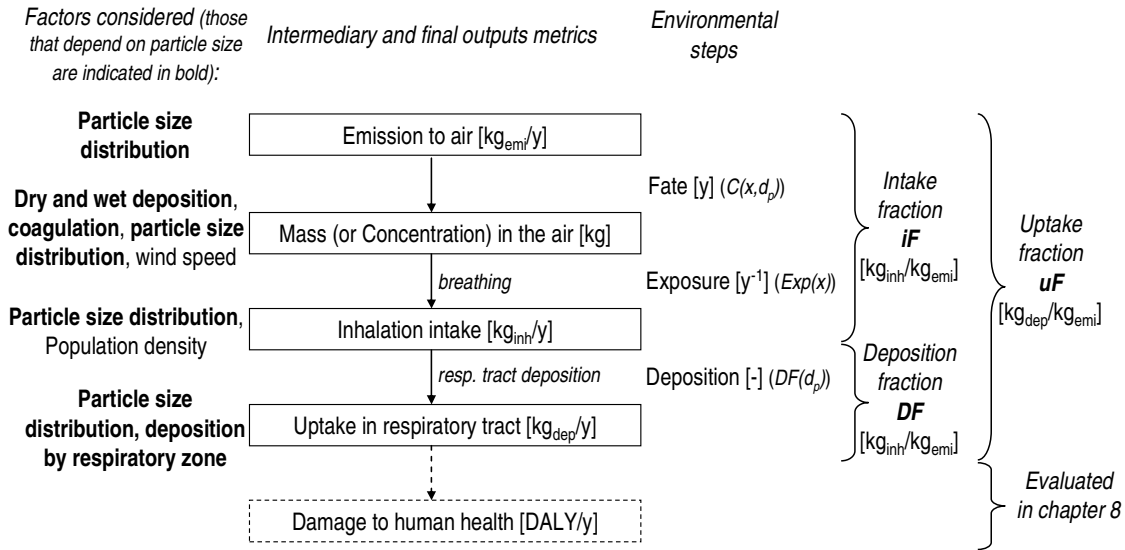 Factors considered (those
that depend on particle size
are indicated in bold):
Intermediary and final outputs metrics
Environmental
steps
Particle size
distribution
Emission to air [kgemi/y]
Dry and wet deposition,
coagulation, particle size
distribution, wind speed
Fate [y] (C(x,dp))
Mass (or Concentration) in the air [kg]
breathing
Exposure [y-1] (Exp(x))
Particle size distribution,
Population density
Inhalation intake [kginh/y]
resp. tract deposition
Deposition [-] (DF(dp))
Particle size
distribution, deposition
by respiratory zone
Uptake in respiratory tract [kgdep/y]
Damage to human health [DALY/y]
Intake
fraction
iF
[kginh/kgemi]
Deposition
fraction
DF
[kginh/kgemi]
Uptake
fraction
uF
[kgdep/kgemi]
Evaluated
in chapter 8